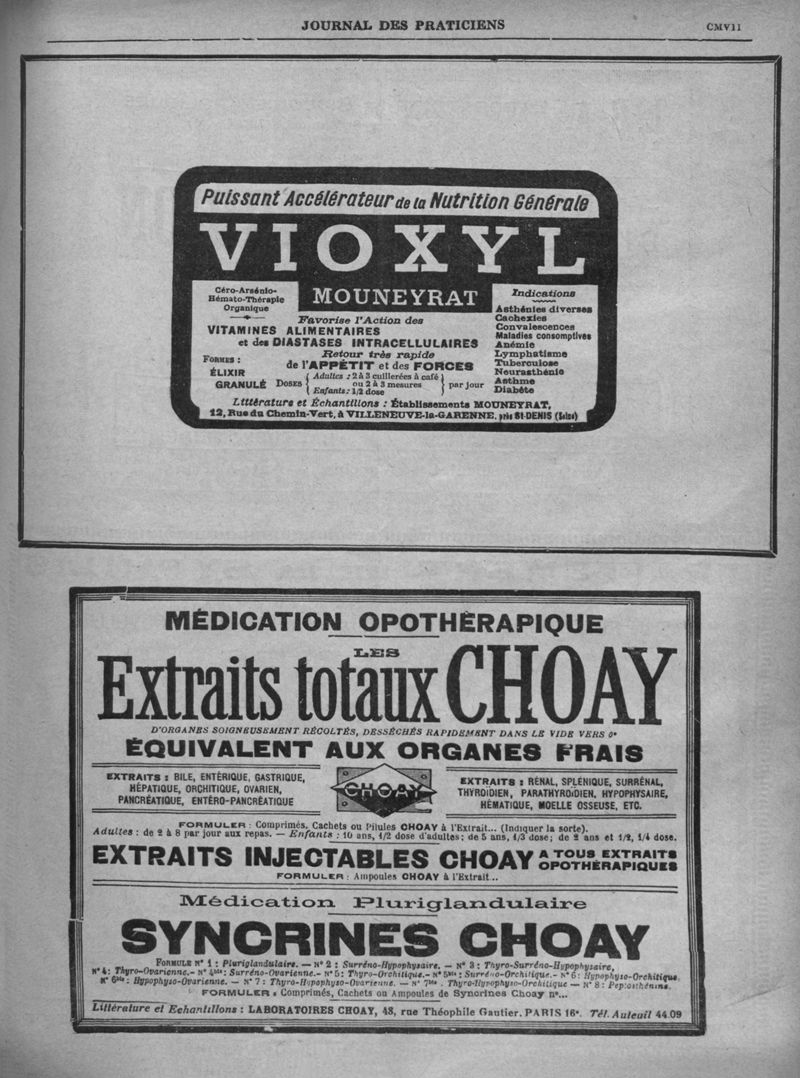 JOURNAL DES PRATICIENS
CMVII
Puissant Accélérateur de la Nutrition Générale
VIOXYL
MOUNEYRAT
Céro-Arsénio-
Hémato-Thérapie
Organique
Favorise l'Action des
VITAMINES ALIMENTAIRES
et des DIASTASES INTRACELLULAIRES
Retour très rapide
de l'APPÉTIT et des FORCES
FORMES :
ÉLIXIR
GRANULÉ
DOSES
Adultes : 2 à 3 cuillerées à café
ou 2 à 3 mesures
Enfants : 1/2 dose
par jour
Indications
Asthénies diverses
Cachexies
Convalescences
Maladies consomptives
Anémie
Lymphatisme
Tuberculose
Neurasthénie
Asthme
Diabète
Littérature et Échantillons : Établissements MOUNEYRAT,
12, Rue du Chemin-Vert, à VILLENEUVE-la-GARENNE, près St-DENIS (Seine)
MÉDICATION OPOTHÉRAPIQUE
LES
Extraits totaux CHOAY
D'ORGANES SOIGNEUSEMENT RÉCOLTÉS, DESSÉCHÉS RAPIDEMENT DANS LE VIDE VERS 0°
ÉQUIVALENT AUX ORGANES FRAIS
EXTRAITS : BILE, ENTÉRIQUE, GASTRIQUE,
HÉPATIQUE, ORCHITIQUE, OVARIEN,
PANCRÉATIQUE, ENTÉRO-PANCRÉATIQUE
CHOAY
EXTRAITS : RÉNAL, SPLÉNIQUE, SURRÉNAL,
THYROIDIEN, PARATHYROIDIEN, HYPOPHYSAIRE,
HÉMATIQUE, MOELLE OSSEUSE, ETC.
FORMULER : Comprimés, Cachets ou Pilules CHOAY à l'Extrait... (Indiquer la sorte).
Adultes : de 2 à 8 par jour aux repas. — Enfants : 10 ans, 1/2 dose d'adultes; de 5 ans, 1/3 dose; de 2 ans et 1/2, 1/4 dose.
EXTRAITS INJECTABLES CHOAY A TOUS EXTRAITS
OPOTHÉRAPIQUES
FORMULER : Ampoules CHOAY à l'Extrait...
Médication Pluriglandulaire
SYNCRINES CHOAY
FORMULE N° 1 : Pluriglandulaire. — N° 2 : Surréno-Hypophysaire. — N° 3 : Thyro-Surréno-Hypophysaire,
N° 4 : Thyro-Ovarienne.- N° 4bis : Surréno-Ovarienne.- N° 5 : Thyro-Orchitique.- N° 5bis : Surréno-Orchitique.- N° 6 : Hypophyso-Orchitique.
N° 6bis : Hypophyso-Ovarienne. — N° 7 : Thyro-Hypophyso-Ovarienne. — N° 7bis . Thyro-Hypophyso-Orchitique — N° 8 : Peptosthénine.
FORMULER : Comprimés, Cachets ou Ampoules de Syncrines Choay n°...
Littérature et Echantillons : LABORATOIRES CHOAY, 48, rue Théophile Gautier, PARIS 16e. Tél. Auteuil 44.09